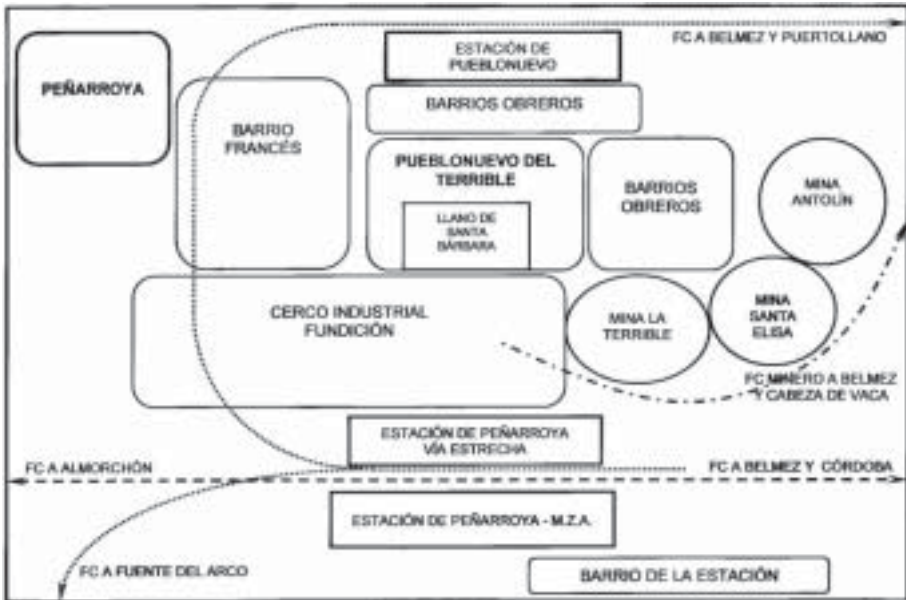 FC A BELMEZ Y PUERTOLLANO
ESTACIÓN DE
PUEBLONUEVO
PEÑARROYA
BARRIOS OBREROS
BARRIO
FRANCÉS
PUEBLONUEVO DEL
TERRIBLE
LLANO DE
SANTA
BÁRBARA
BARRIOS
OBREROS
MINA
ANTOLÍN
CERCO INDUSTRIAL
FUNDICIÓN
MINA LA
TERRIBLE
MINA
SANTA
ELISA
FC MINERO A BELMEZ
Y CABEZA DE VACA
ESTACIÓN DE PEÑARROYA
VÍA ESTRECHA
FC A ALMORCHÓN
FC A BELMEZ Y CÓRDOBA
ESTACIÓN DE PEÑARROYA - M.Z.A.
FC A FUENTE DEL ARCO
BARRIO DE LA ESTACIÓN